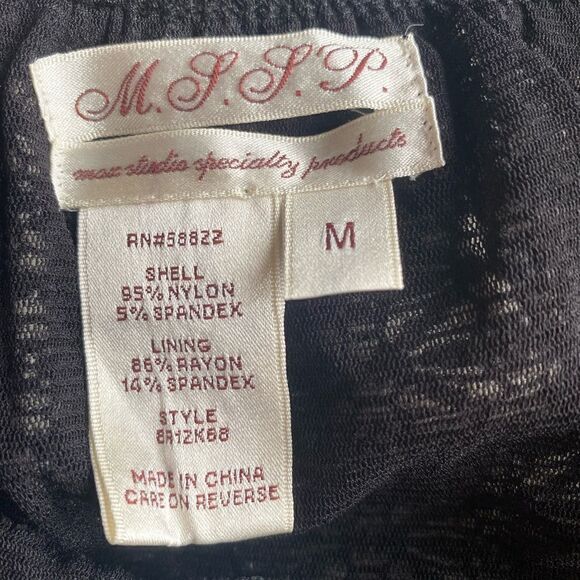 M.S.S.P.
max studio specialty products
M
RN#58822
SHELL
95% NYLON
5% SPANDEX
LINING
86% RAYON
14% SPANDEX
STYLE
6R12K68
MADE IN CHINA
CARE ON REVERSE